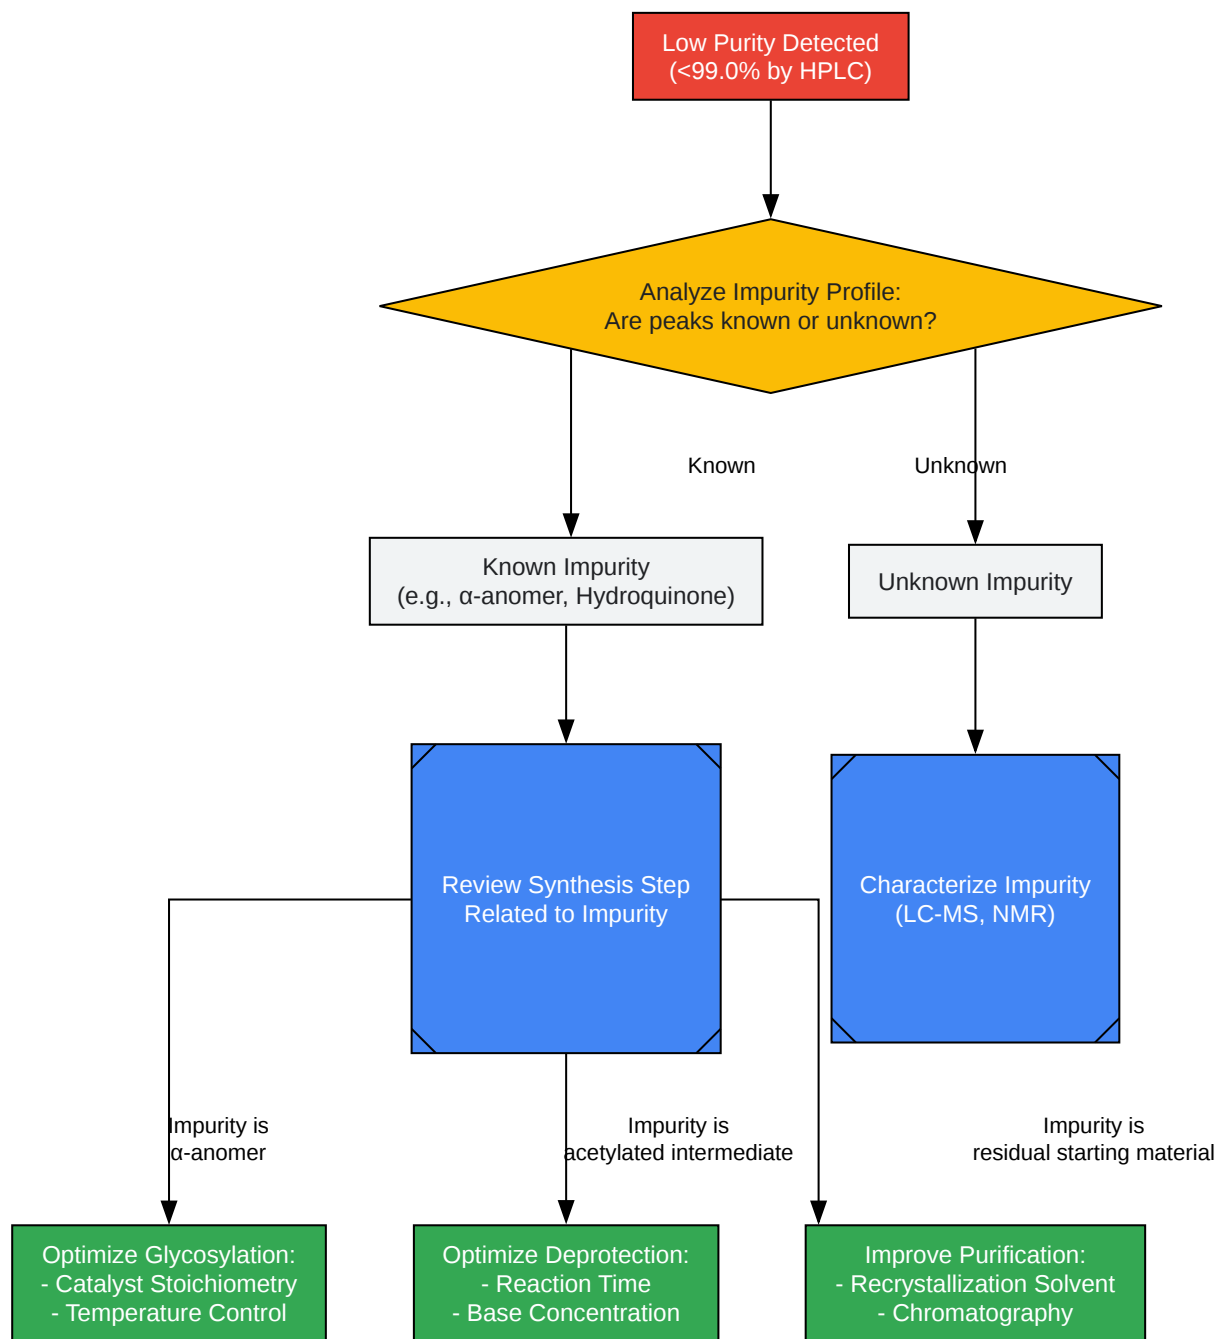 Low Purity Detected
(<99.0% by HPLC)
Analyze Impurity Profile:
Are peaks known or unknown?
Known
Unknown
Known Impurity
(e.g., α-anomer, Hydroquinone)
Unknown Impurity
Review Synthesis Step
Related to Impurity
Characterize Impurity
(LC-MS, NMR)
Impurity is
α-anomer
Impurity is
acetylated intermediate
Impurity is
residual starting material
Optimize Glycosylation:
- Catalyst Stoichiometry
- Temperature Control
Optimize Deprotection:
- Reaction Time
- Base Concentration
Improve Purification:
- Recrystallization Solvent
- Chromatography